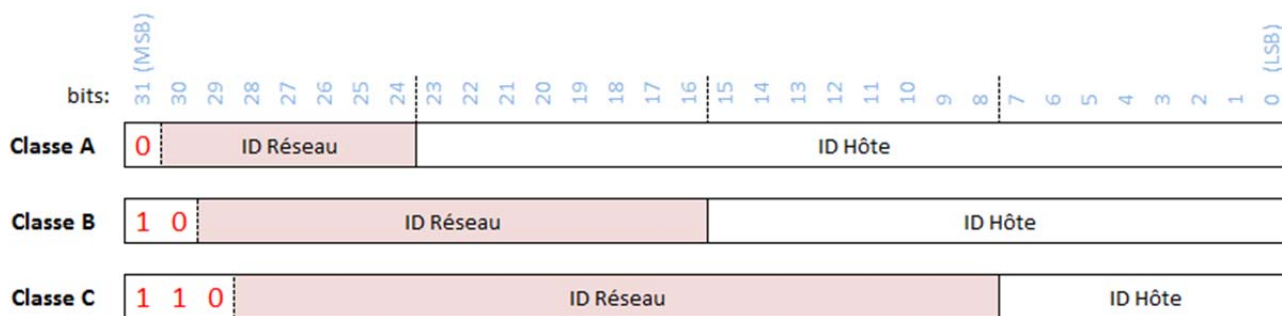 bits: 31 (MSB) 30 29 28 27 26 25 24 23 22 21 20 19 18 17 16 15 14 13 12 11 10 9 8 7 6 5 4 3 2 1 0 (LSB)
Classe A 0 ID Réseau ID Hôte
Classe B 1 0 ID Réseau ID Hôte
Classe C 1 1 0 ID Réseau ID Hôte